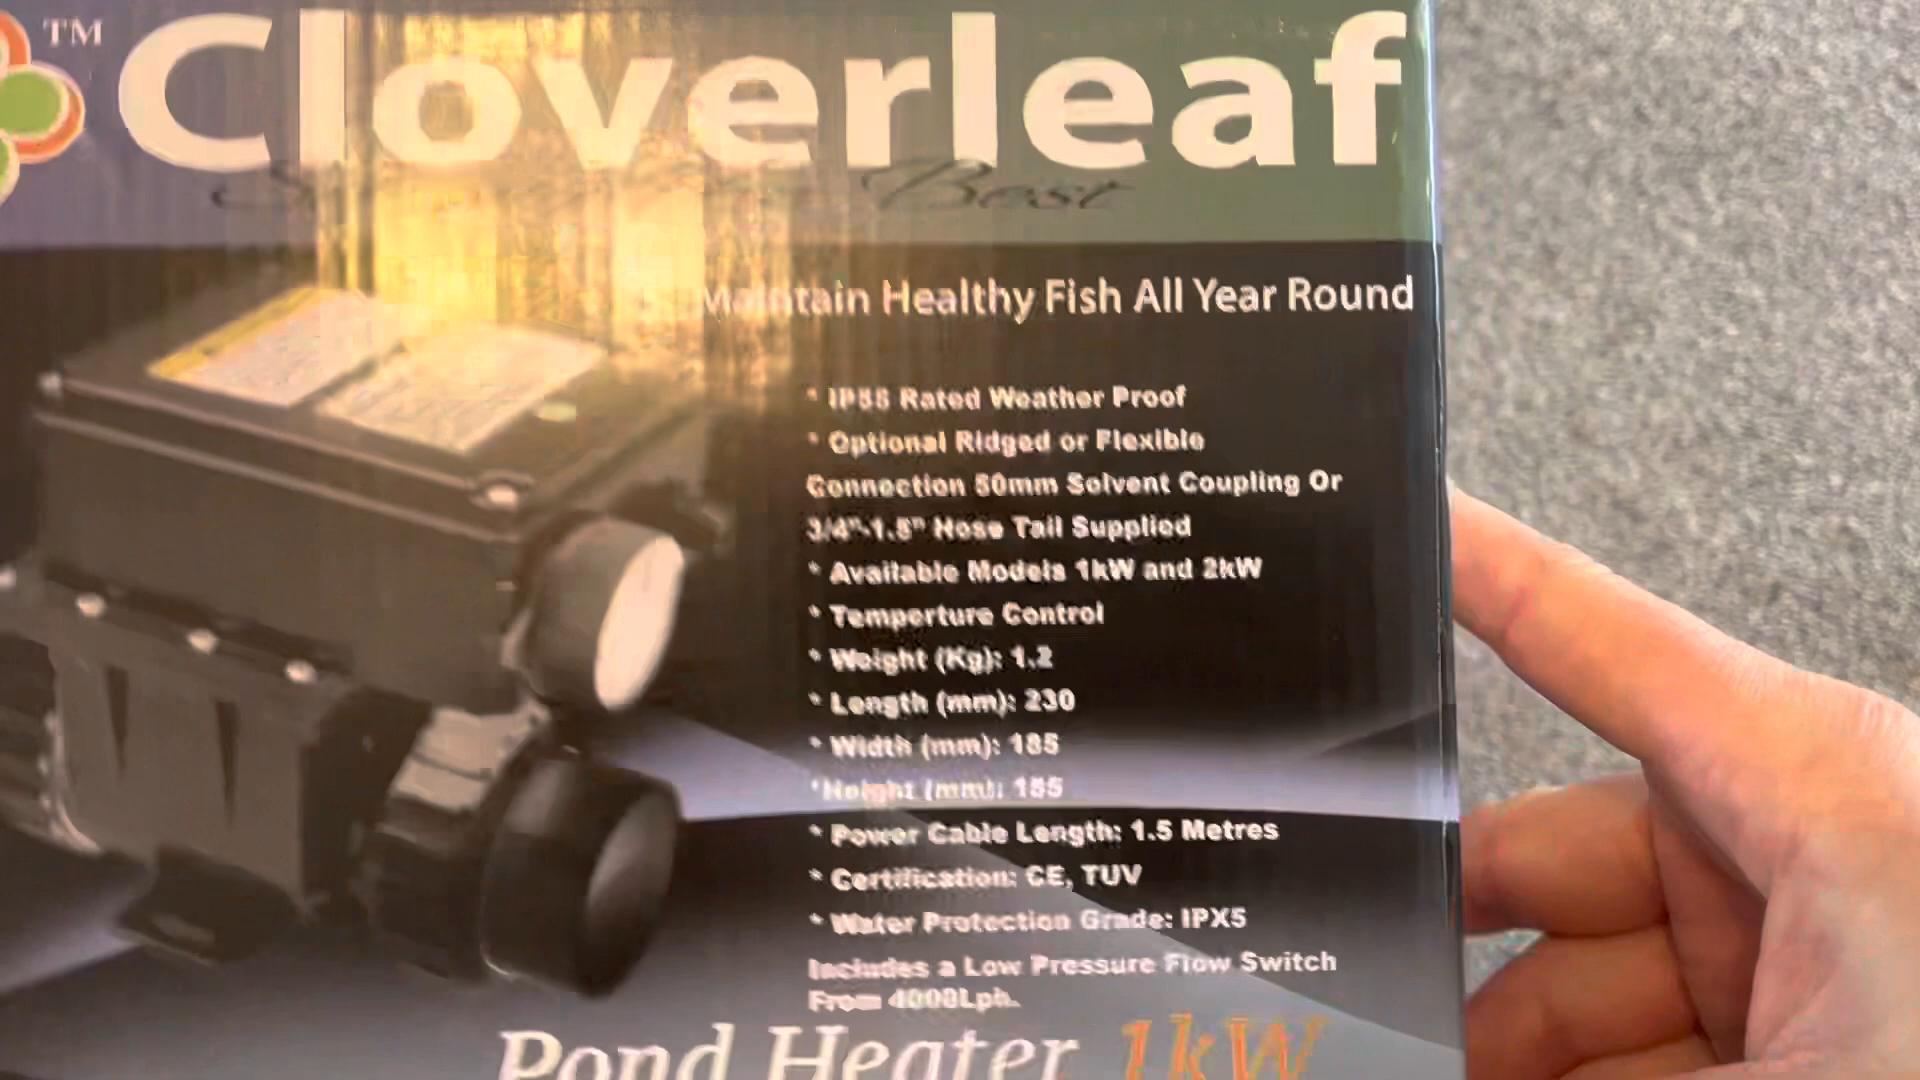 TM
Cloverleaf
Best
Maintain Healthy Fish All Year Round
* IP55 Rated Weather Proof
* Optional Ridged or Flexible
Connection 50mm Solvent Coupling Or
3/4"-1.5" Hose Tail Supplied
* Available Models 1kW and 2kW
* Temperture Control
* Weight (Kg): 1.2
* Length (mm): 230
* Width (mm): 185
*Height (mm): 185
* Power Cable Length: 1.5 Metres
* Certification: CE, TUV
* Water Protection Grade: IPX5
Includes a Low Pressure Flow Switch
From 4000Lph.
Pond Heater 1kW